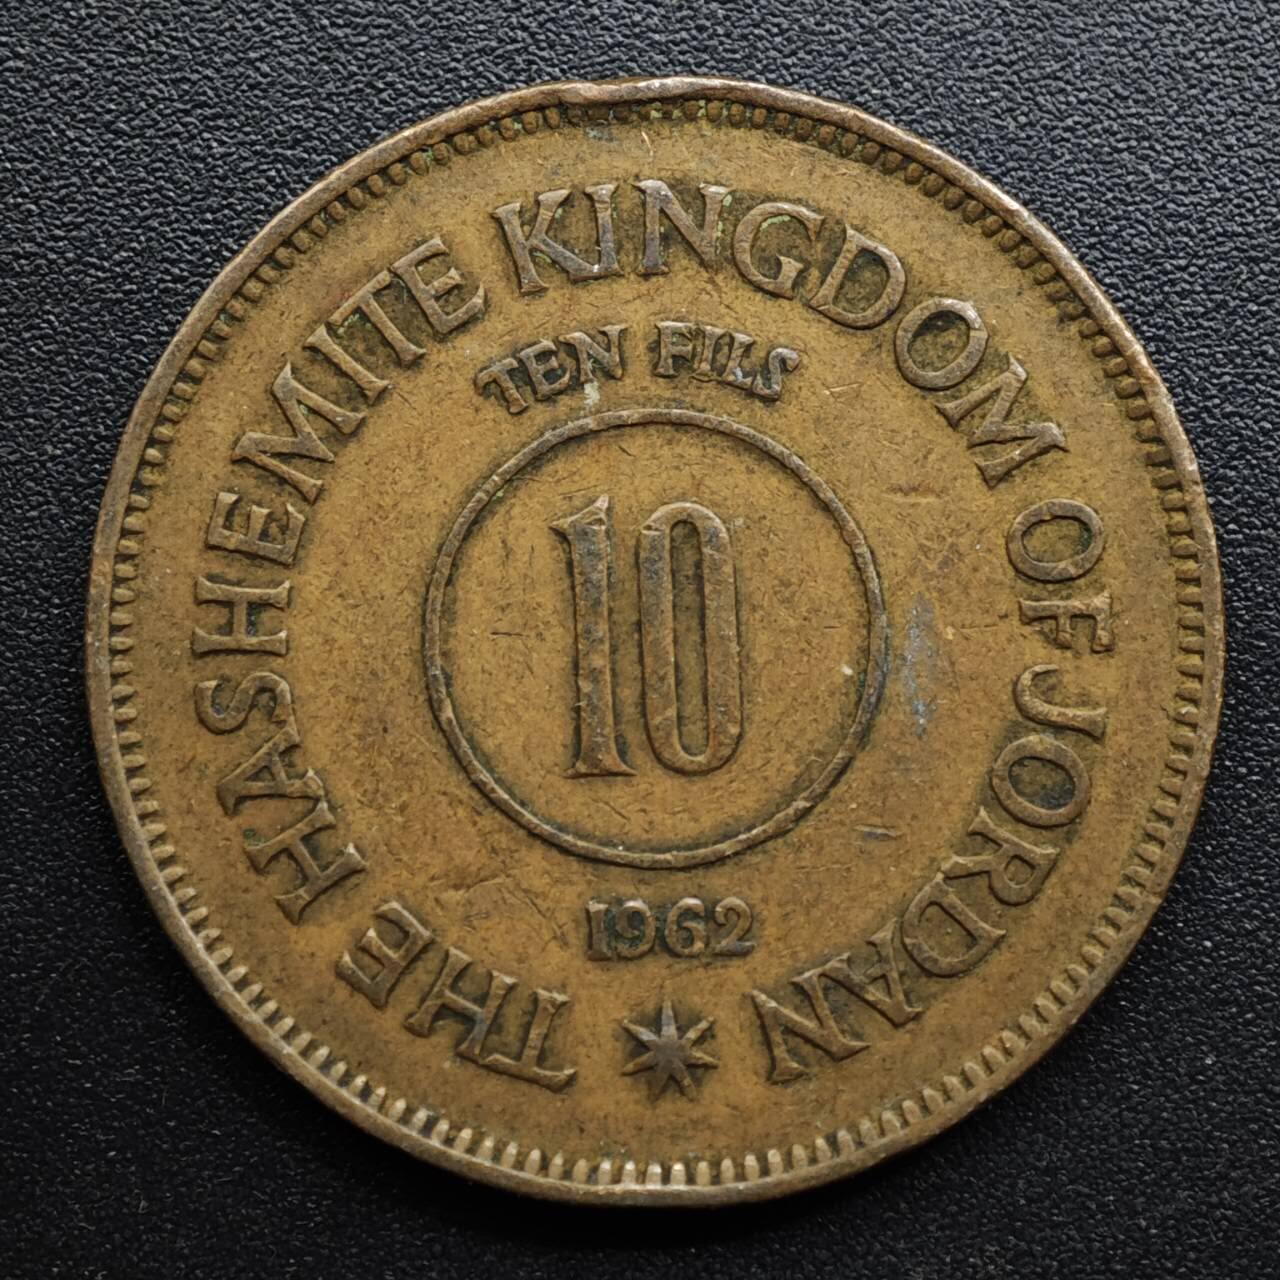 THE HASHEMITE KINGDOM OF JORDAN
TEN FILS
10
1962